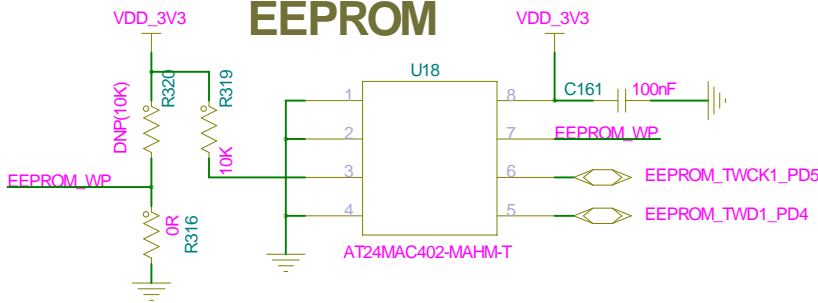 EEPROM
VDD_3V3
VDD_3V3
R320
R319
DNP(10K)
10K
U18
C161
100nF
1
2
3
4
8
7
6
5
EEPROM_WP
EEPROM_WP
EEPROM_TWCK1_PD5
EEPROM_TWD1_PD4
0R
R316
AT24MAC402-MAHM-T